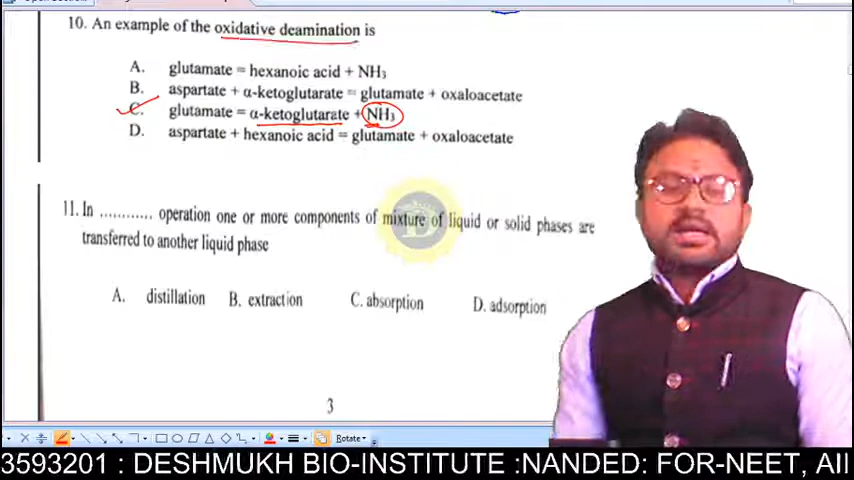 10. An example of the oxidative deamination is
A. glutamate = hexanoic acid + NH₃
B. aspartate + α-ketoglutarate = glutamate + oxaloacetate
C. glutamate = α-ketoglutarate + NH₃
D. aspartate + hexanoic acid = glutamate + oxaloacetate
11. In ............ operation one or more components of mixture of liquid or solid phases are
transferred to another liquid phase
A. distillation B. extraction C. absorption D. adsorption
3
Rotate
3593201 : DESHMUKH BIO-INSTITUTE :NANDED: FOR-NEET, AII